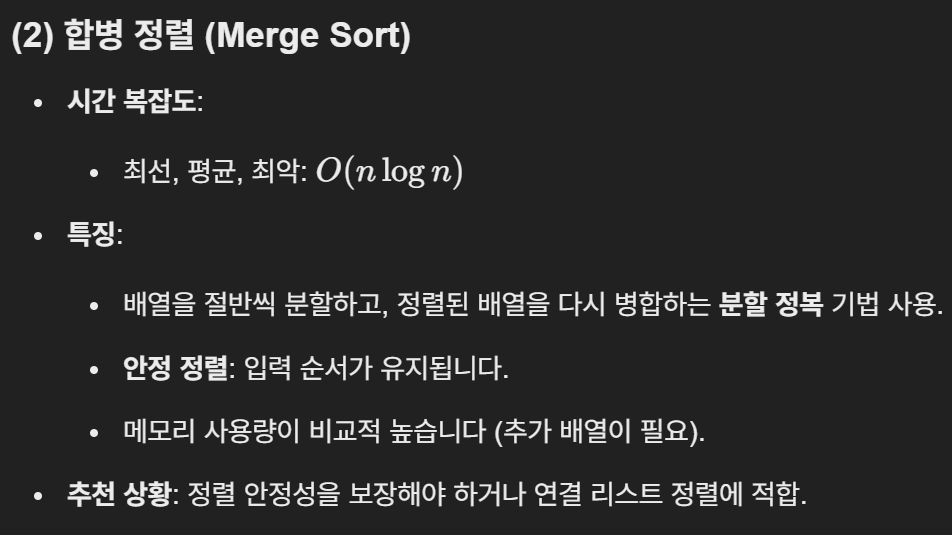 (2) 합병 정렬 (Merge Sort)
• 시간 복잡도:
• 최선, 평균, 최악: O(n log n)
• 특징:
• 배열을 절반씩 분할하고, 정렬된 배열을 다시 병합하는 분할 정복 기법 사용.
• 안정 정렬: 입력 순서가 유지됩니다.
• 메모리 사용량이 비교적 높습니다 (추가 배열이 필요).
• 추천 상황: 정렬 안정성을 보장해야 하거나 연결 리스트 정렬에 적합.